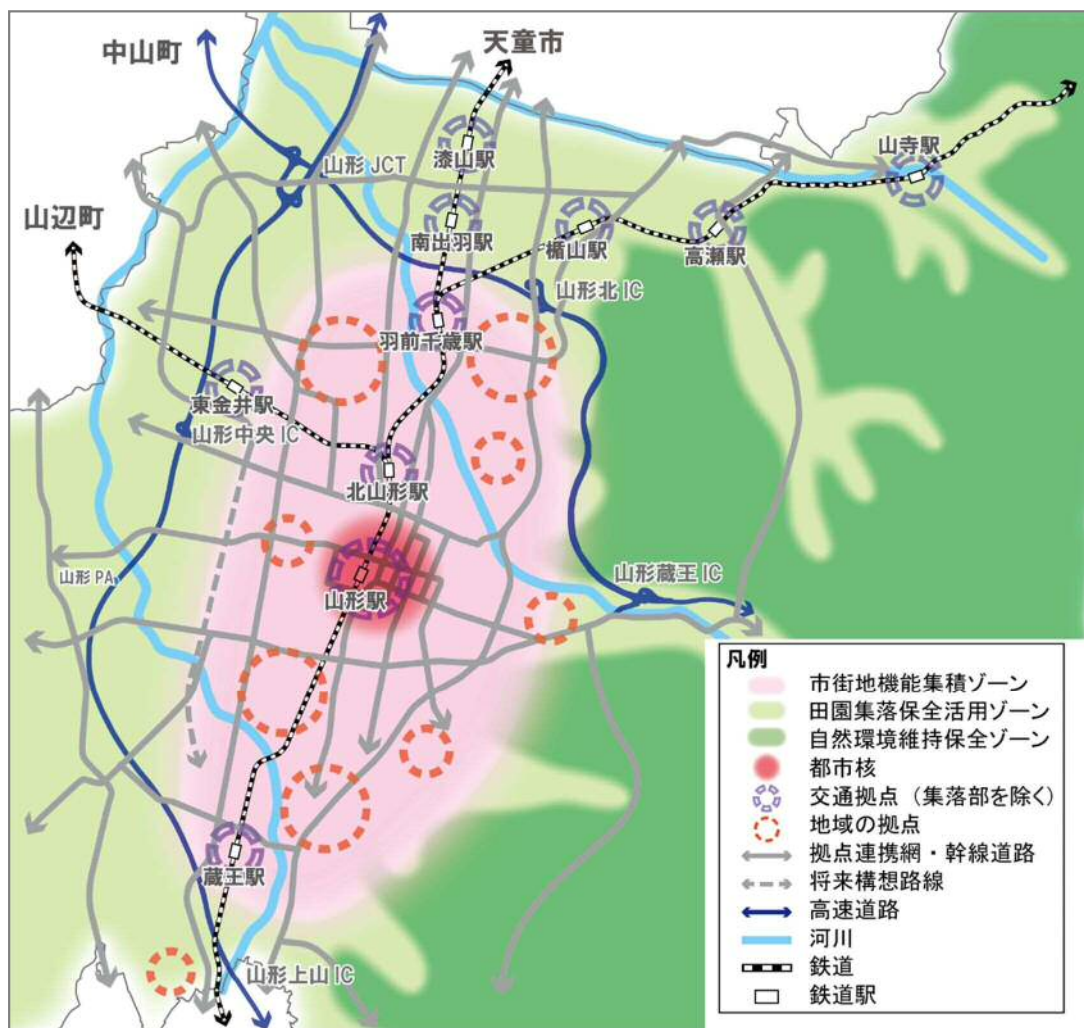 中山町
天童市
山辺町
山形JCT
漆山駅
山寺駅
南出羽駅
楯山駅
高瀬駅
山形北IC
羽前千歳駅
東金井駅
山形中央IC
北山形駅
山形PA
山形駅
山形蔵王IC
蔵王駅
山形上山IC
凡例
市街地機能集積ゾーン
田園集落保全活用ゾーン
自然環境維持保全ゾーン
都市核
交通拠点（集落部を除く）
地域の拠点
拠点連携網・幹線道路
将来構想路線
高速道路
河川
鉄道
鉄道駅